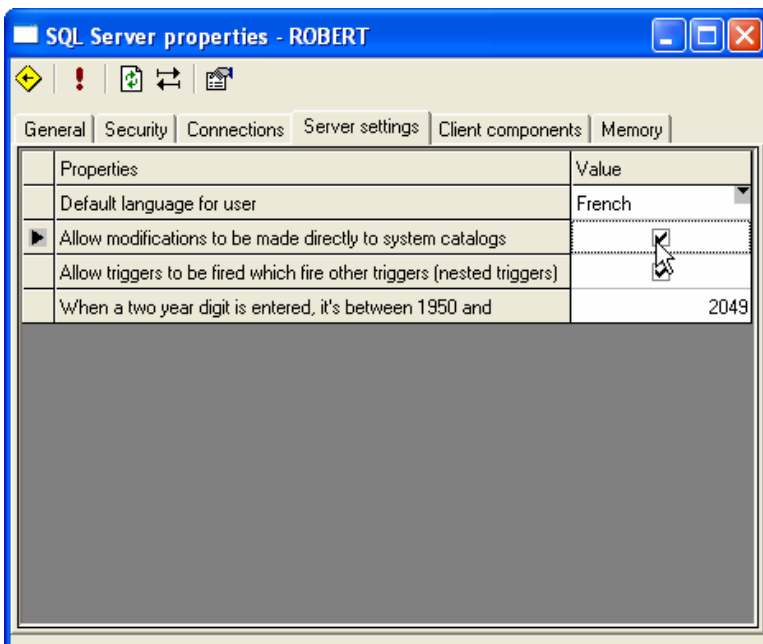 SQL Server properties - ROBERT
General Security Connections Server settings Client components Memory
Properties Value
Default language for user French
Allow modifications to be made directly to system catalogs
Allow triggers to be fired which fire other triggers (nested triggers)
When a two year digit is entered, it's between 1950 and 2049